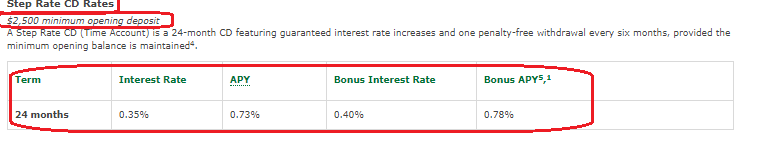 Step Rate CD Rates
$2,500 minimum opening deposit
A Step Rate CD (Time Account) is a 24-month CD featuring guaranteed interest rate increases and one penalty-free withdrawal every six months, provided the
minimum opening balance is maintained⁴.
Term Interest Rate APY Bonus Interest Rate Bonus APY⁵,¹
24 months 0.35% 0.73% 0.40% 0.78%